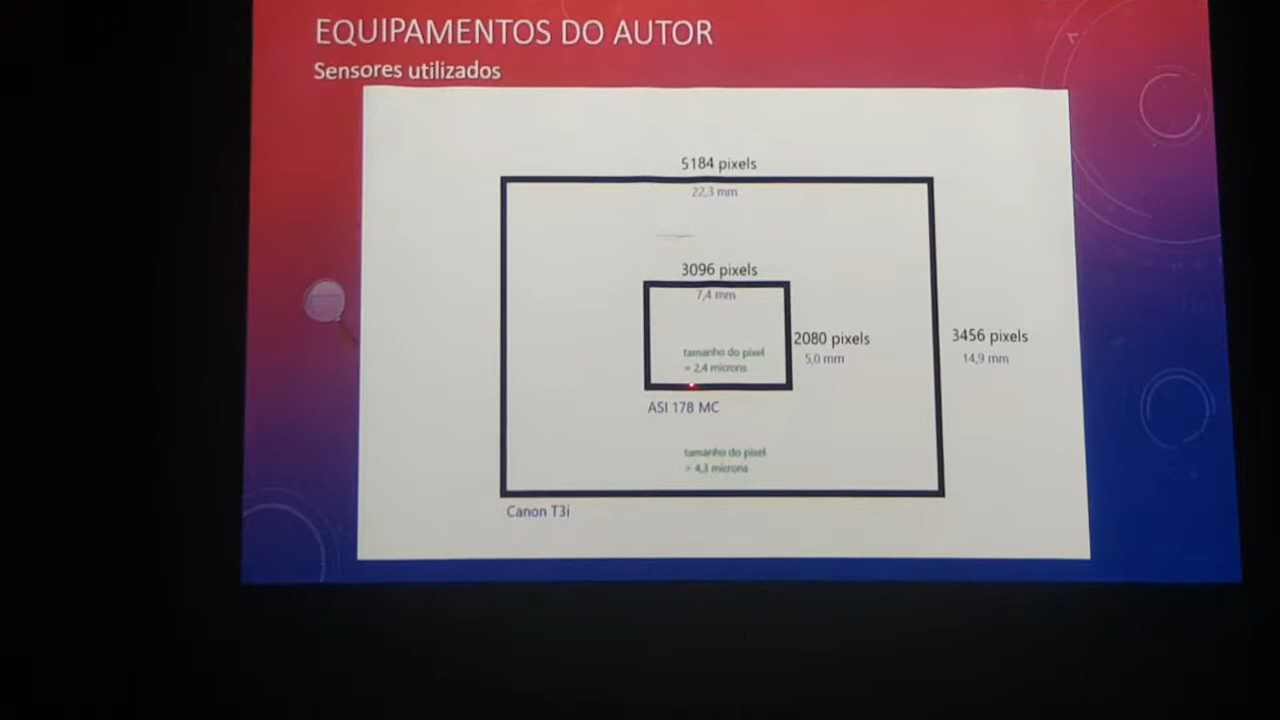 EQUIPAMENTOS DO AUTOR
Sensores utilizados
5184 pixels
22,3 mm
3096 pixels
7,4 mm
2080 pixels
5,0 mm
3456 pixels
14,9 mm
tamanho do pixel
= 2,4 microns
ASI 178 MC
tamanho do pixel
= 4,3 microns
Canon T3i